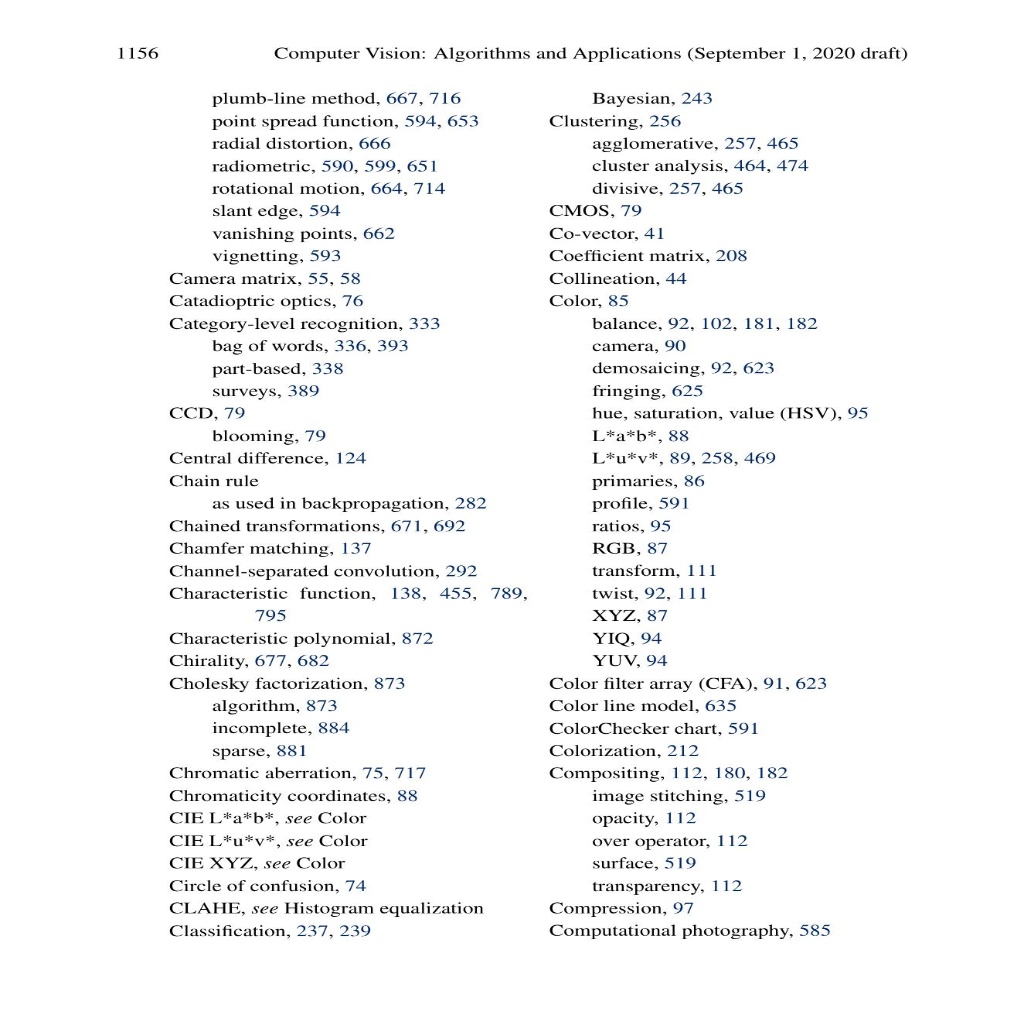 1156 Computer Vision: Algorithms and Applications (September 1, 2020 draft)
plumb-line method, 667, 716
point spread function, 594, 653
radial distortion, 666
radiometric, 590, 599, 651
rotational motion, 664, 714
slant edge, 594
vanishing points, 662
vignetting, 593
Camera matrix, 55, 58
Catadioptric optics, 76
Category-level recognition, 333
bag of words, 336, 393
part-based, 338
surveys, 389
CCD, 79
blooming, 79
Central difference, 124
Chain rule
as used in backpropagation, 282
Chained transformations, 671, 692
Chamfer matching, 137
Channel-separated convolution, 292
Characteristic function, 138, 455, 789,
795
Characteristic polynomial, 872
Chirality, 677, 682
Cholesky factorization, 873
algorithm, 873
incomplete, 884
sparse, 881
Chromatic aberration, 75, 717
Chromaticity coordinates, 88
CIE L*a*b*, see Color
CIE L*u*v*, see Color
CIE XYZ, see Color
Circle of confusion, 74
CLAHE, see Histogram equalization
Classification, 237, 239
Bayesian, 243
Clustering, 256
agglomerative, 257, 465
cluster analysis, 464, 474
divisive, 257, 465
CMOS, 79
Co-vector, 41
Coefficient matrix, 208
Collineation, 44
Color, 85
balance, 92, 102, 181, 182
camera, 90
demosaicing, 92, 623
fringing, 625
hue, saturation, value (HSV), 95
L*a*b*, 88
L*u*v*, 89, 258, 469
primaries, 86
profile, 591
ratios, 95
RGB, 87
transform, 111
twist, 92, 111
XYZ, 87
YIQ, 94
YUV, 94
Color filter array (CFA), 91, 623
Color line model, 635
ColorChecker chart, 591
Colorization, 212
Compositing, 112, 180, 182
image stitching, 519
opacity, 112
over operator, 112
surface, 519
transparency, 112
Compression, 97
Computational photography, 585